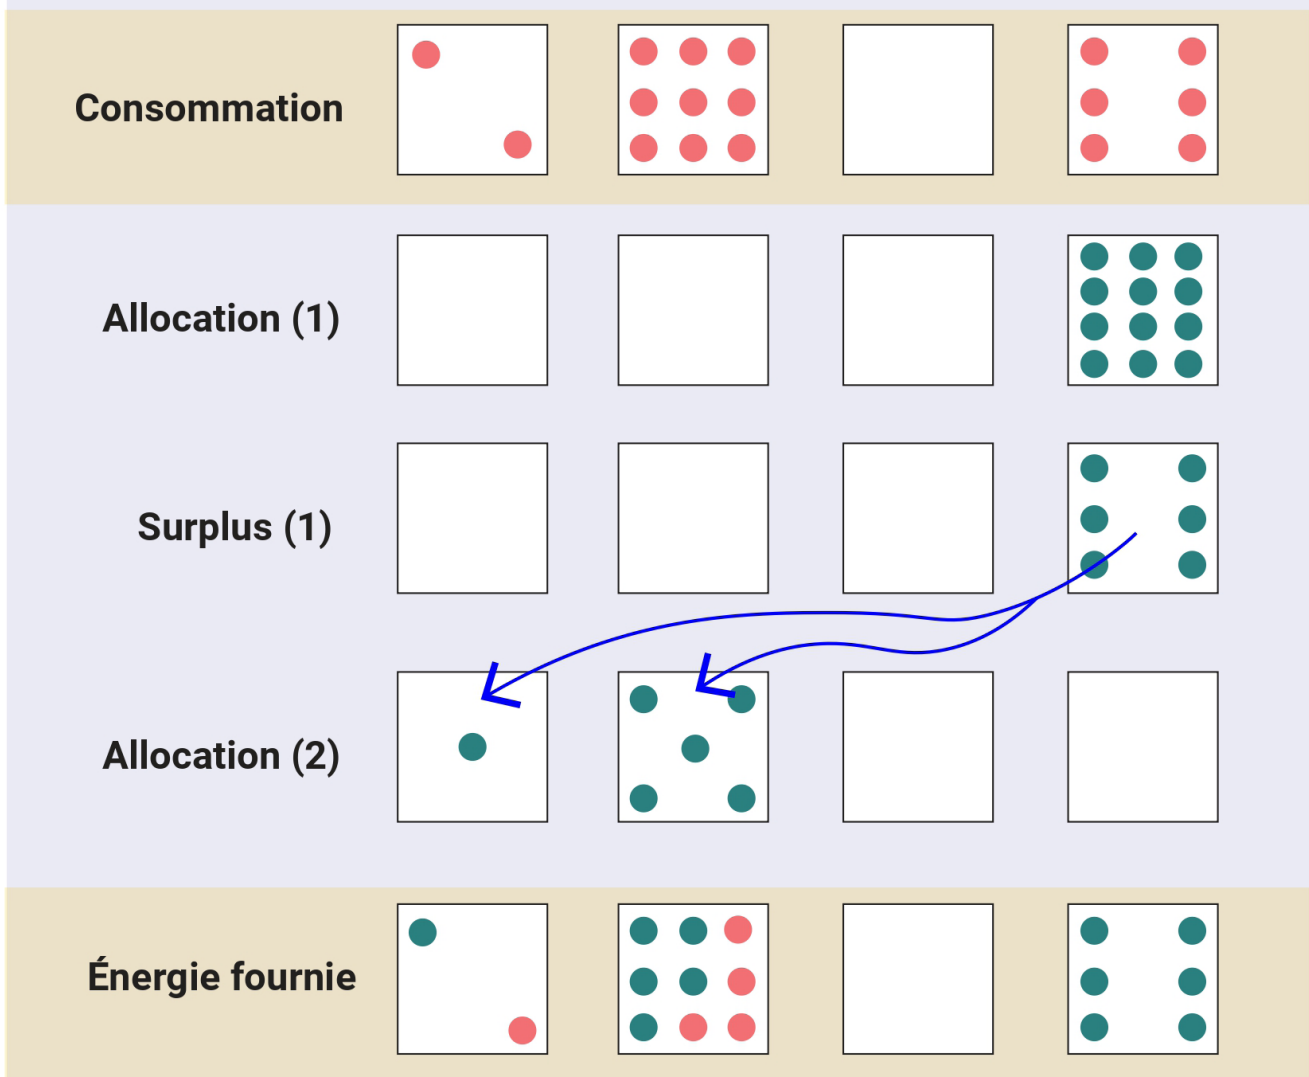 Consommation
Allocation (1)
Surplus (1)
Allocation (2)
Énergie fournie